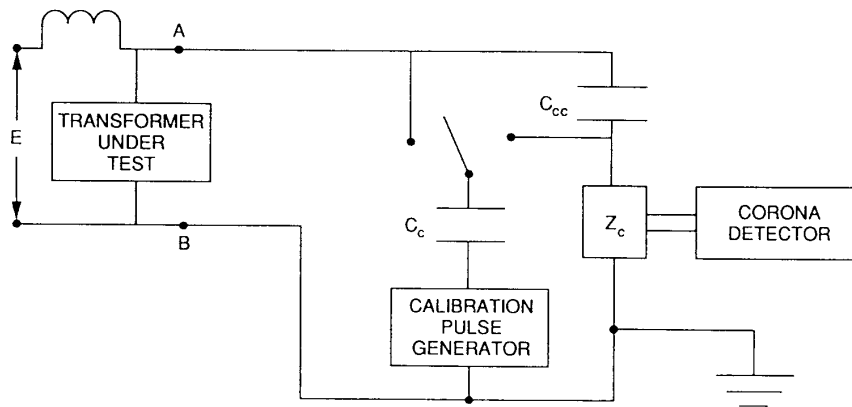 A
E
TRANSFORMER
UNDER
TEST
B
C_cc
C_c
Z_c
CORONA
DETECTOR
CALIBRATION
PULSE
GENERATOR